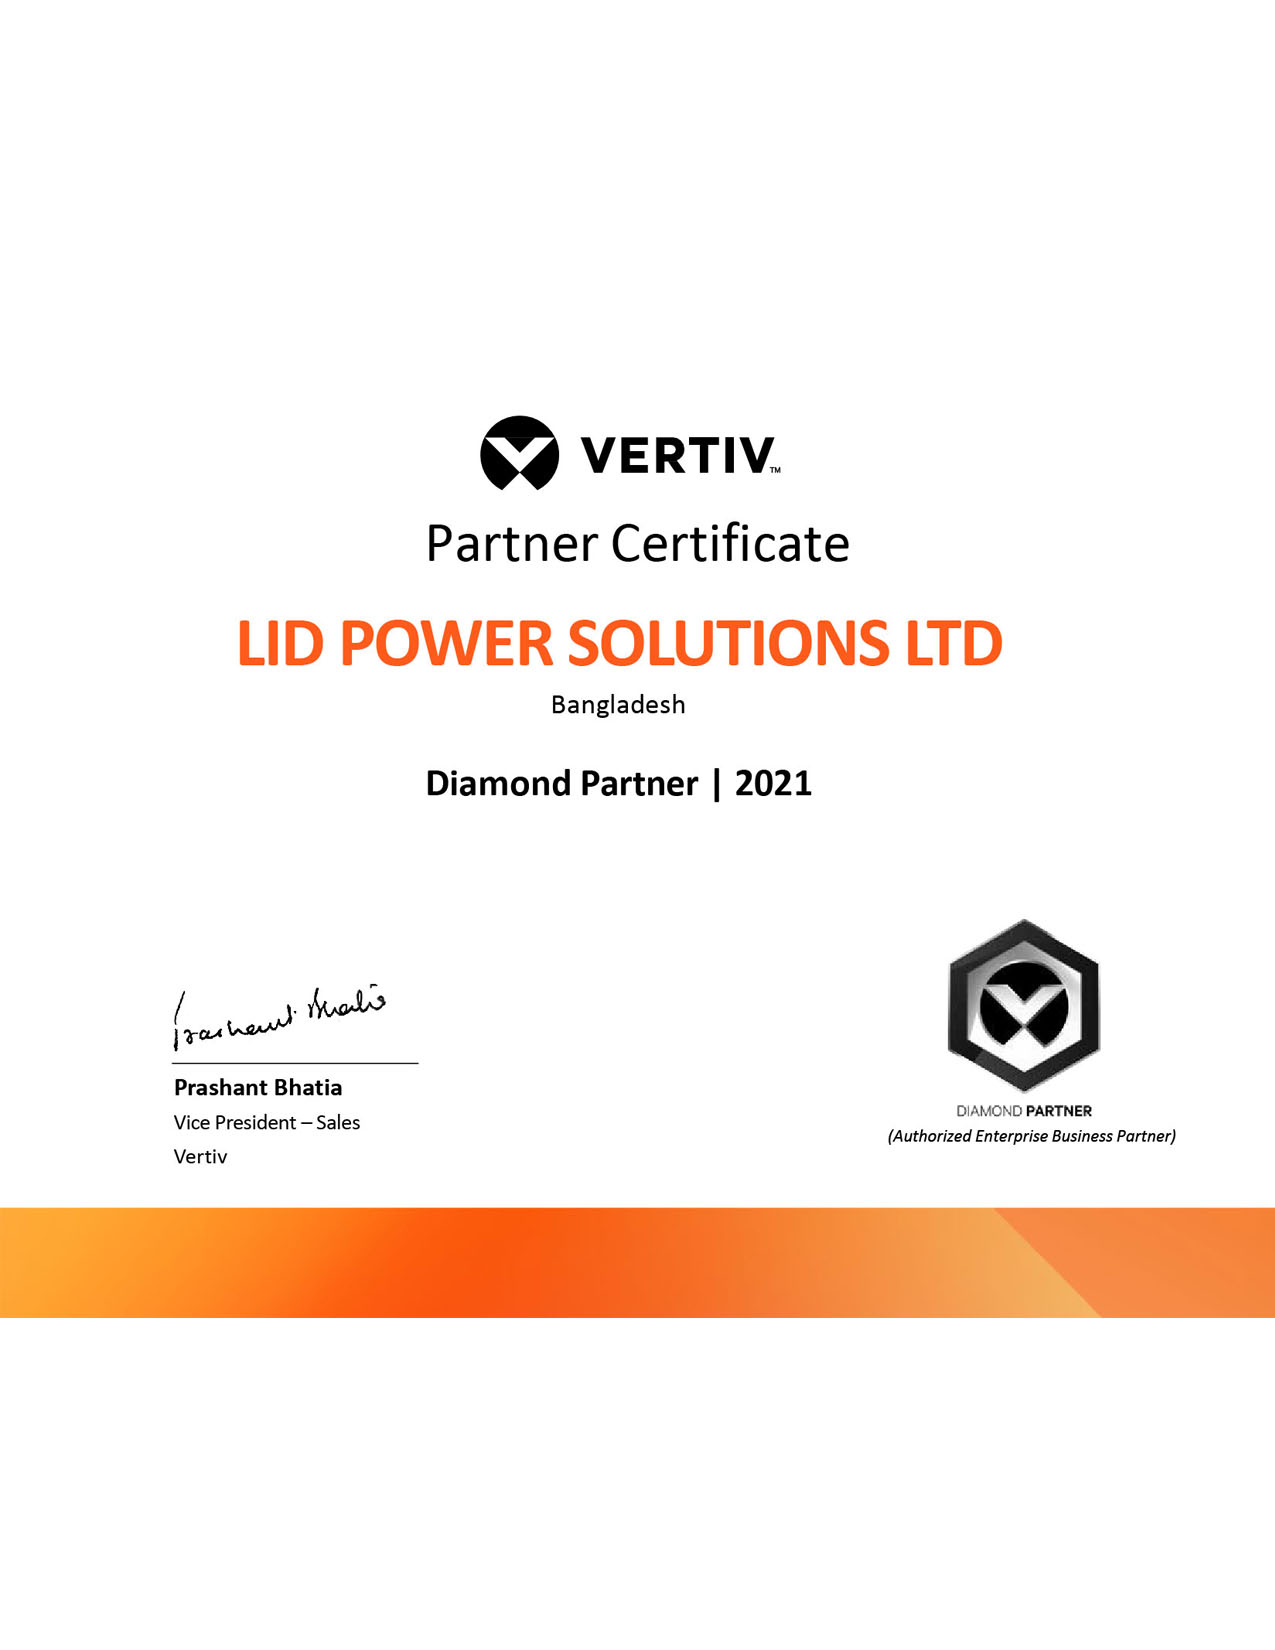 VERTIV™
Partner Certificate
LID POWER SOLUTIONS LTD
Bangladesh
Diamond Partner | 2021
Prashant Bhatia
Prashant Bhatia
Vice President – Sales
Vertiv
DIAMOND PARTNER
(Authorized Enterprise Business Partner)